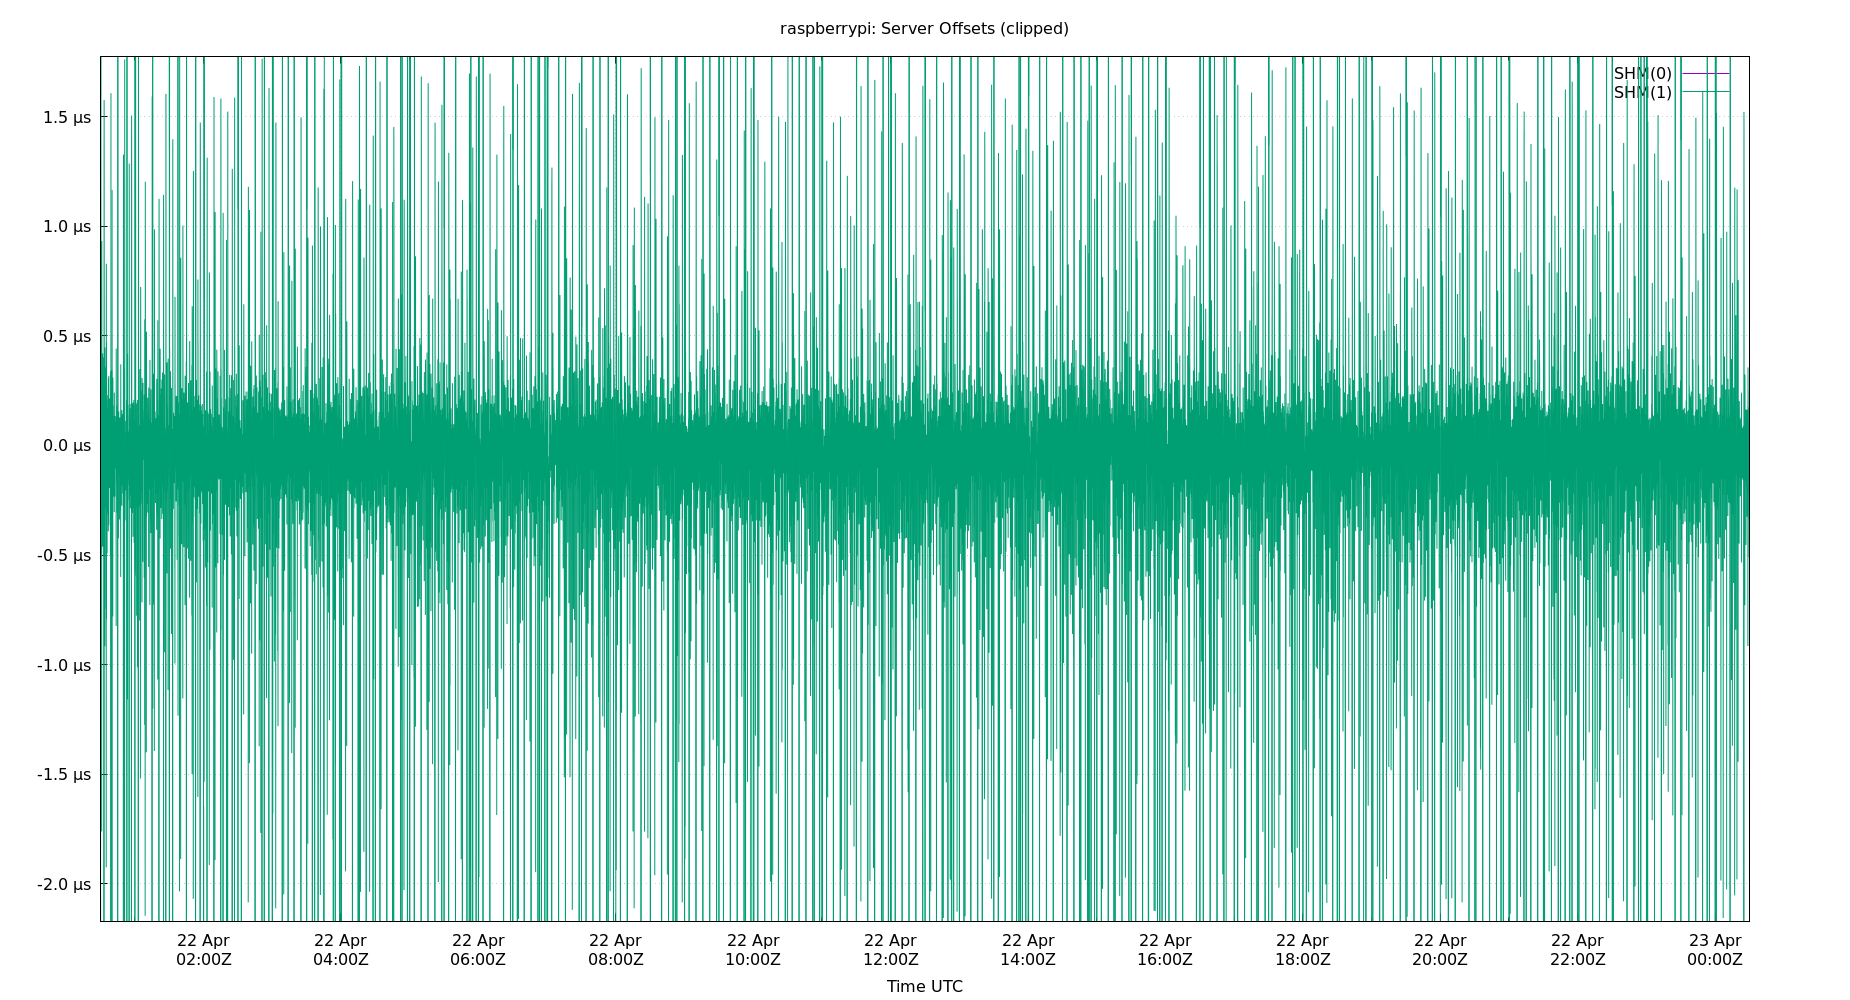 raspberrypi: Server Offsets (clipped)
SHM(0)
SHM(1)
1.5 µs
1.0 µs
0.5 µs
0.0 µs
-0.5 µs
-1.0 µs
-1.5 µs
-2.0 µs
22 Apr 22 Apr 22 Apr 22 Apr 22 Apr 22 Apr 22 Apr 22 Apr 22 Apr 22 Apr 22 Apr 23 Apr
02:00Z 04:00Z 06:00Z 08:00Z 10:00Z 12:00Z 14:00Z 16:00Z 18:00Z 20:00Z 22:00Z 00:00Z
Time UTC